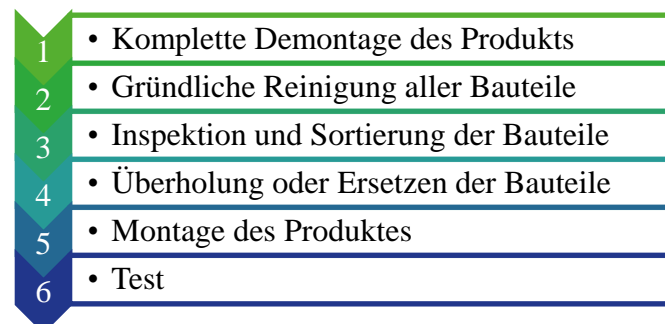 1 • Komplette Demontage des Produkts
2 • Gründliche Reinigung aller Bauteile
3 • Inspektion und Sortierung der Bauteile
4 • Überholung oder Ersetzen der Bauteile
5 • Montage des Produktes
6 • Test